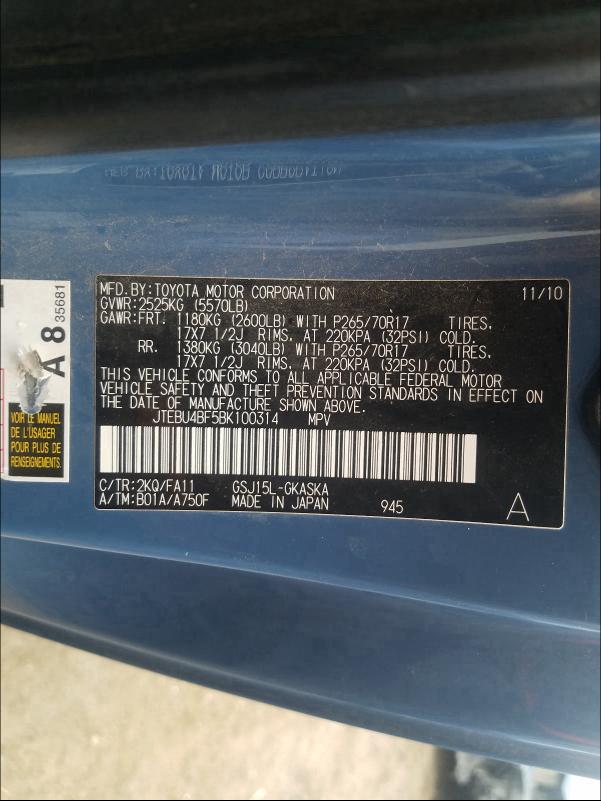 MFD.BY:TOYOTA MOTOR CORPORATION 11/10
GVWR:2525KG (5570LB)
GAWR:FRT. 1180KG (2600LB) WITH P265/70R17 TIRES,
17X7 1/2J RIMS, AT 220KPA (32PSI) COLD.
RR. 1380KG (3040LB) WITH P265/70R17 TIRES,
17X7 1/2J RIMS, AT 220KPA (32PSI) COLD.
THIS VEHICLE CONFORMS TO ALL APPLICABLE FEDERAL MOTOR
VEHICLE SAFETY AND THEFT PREVENTION STANDARDS IN EFFECT ON
THE DATE OF MANUFACTURE SHOWN ABOVE.
JTEBU4BF5BK100314 MPV
C/TR:2KQ/FA11 GSJ15L-GKASKA
A/TM:B01A/A750F MADE IN JAPAN 945 A
A 8 35681
VOIR LE MANUEL
DE L'USAGER
POUR PLUS DE
RENSEIGNEMENTS.